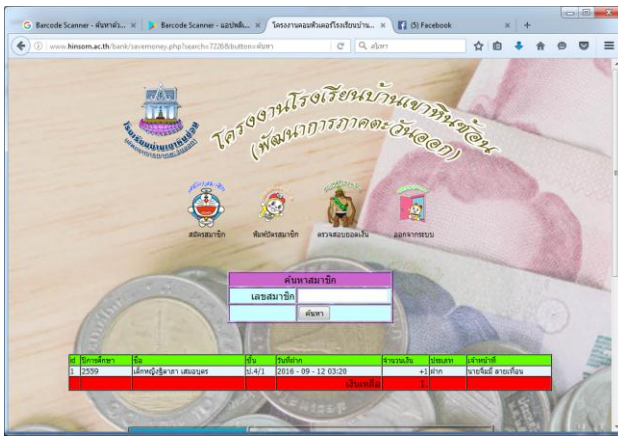 Barcode Scanner - ค้นหาด้ว...
Barcode Scanner - แอปพลิ...
โครงงานคอมพิวเตอร์โรงเรียนบ้าน...
(5) Facebook
www.hinsorn.ac.th/bank/savemoney.php?search=7226&button=ค้นหา
ค้นหา
โครงงานโรงเรียนบ้านเขาหินซ้อน
(พัฒนาการภาคตะวันออก)
สมัครสมาชิก
พิมพ์บัตรสมาชิก
ตรวจสอบยอดเงิน
ออกจากระบบ
ค้นหาสมาชิก
เลขสมาชิก
ค้นหา
id ปีการศึกษา ชื่อ ชั้น วันที่ฝาก จำนวนเงิน ประเภท เจ้าหน้าที่
1 2559 เด็กหญิงฐิดาภา เสมอบุตร ป.4/1 2016 - 09 - 12 03:20 +1 ฝาก นายจิมมี่ ลายเทือน
เงินเหลือ 1.